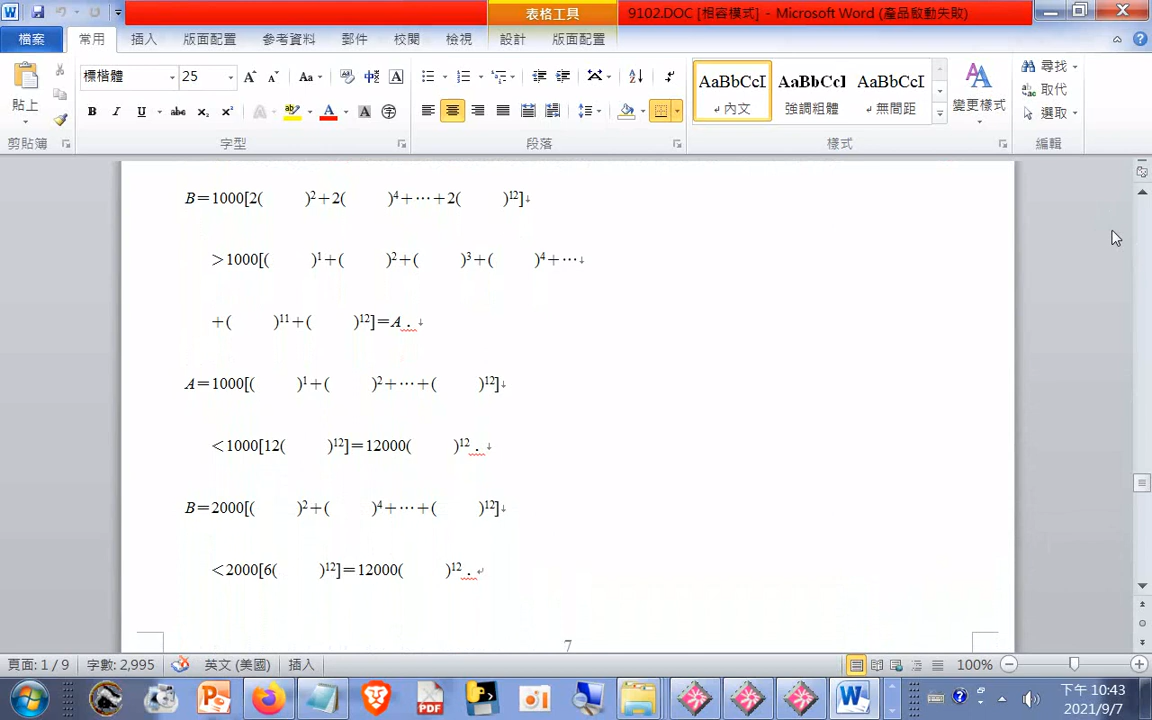 表格工具
9102.DOC [相容模式] - Microsoft Word (產品啟動失敗)
檔案 常用 插入 版面配置 參考資料 郵件 校閱 檢視 設計 版面配置
標楷體 25
貼上
AaBbCcI AaBbCcI AaBbCcI
內文 強調粗體 無間距
變更樣式
尋找
取代
選取
剪貼簿 字型 段落 樣式 編輯
B＝1000[2( )²＋2( )⁴＋⋯＋2( )¹²]
＞1000[( )¹＋( )²＋( )³＋( )⁴＋⋯
＋( )¹¹＋( )¹²]＝A．
A＝1000[( )¹＋( )²＋⋯＋( )¹²]
＜1000[12( )¹²]＝12000( )¹²．
B＝2000[( )²＋( )⁴＋⋯＋( )¹²]
＜2000[6( )¹²]＝12000( )¹²．
7
頁面: 1 / 9 字數: 2,995 英文 (美國) 插入 100%
下午 10:43
2021/9/7